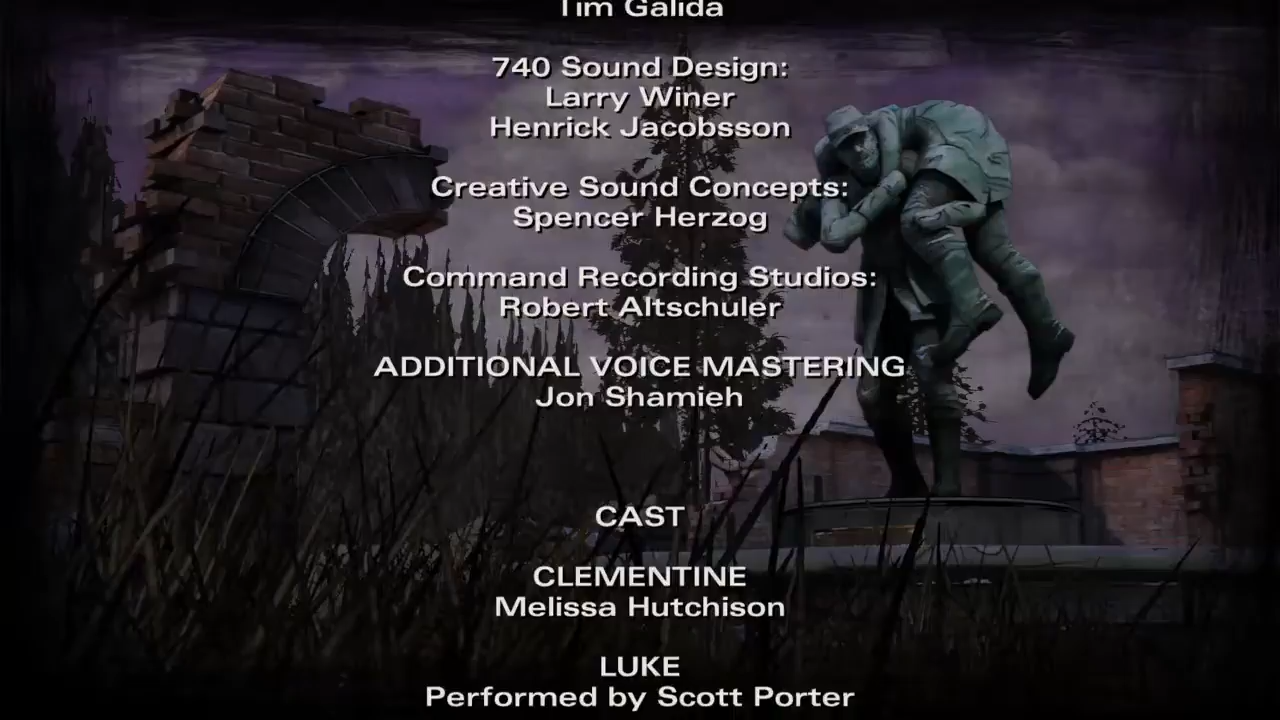 Tim Galida
740 Sound Design:
Larry Winer
Henrick Jacobsson
Creative Sound Concepts:
Spencer Herzog
Command Recording Studios:
Robert Altschuler
ADDITIONAL VOICE MASTERING
Jon Shamieh
CAST
CLEMENTINE
Melissa Hutchison
LUKE
Performed by Scott Porter